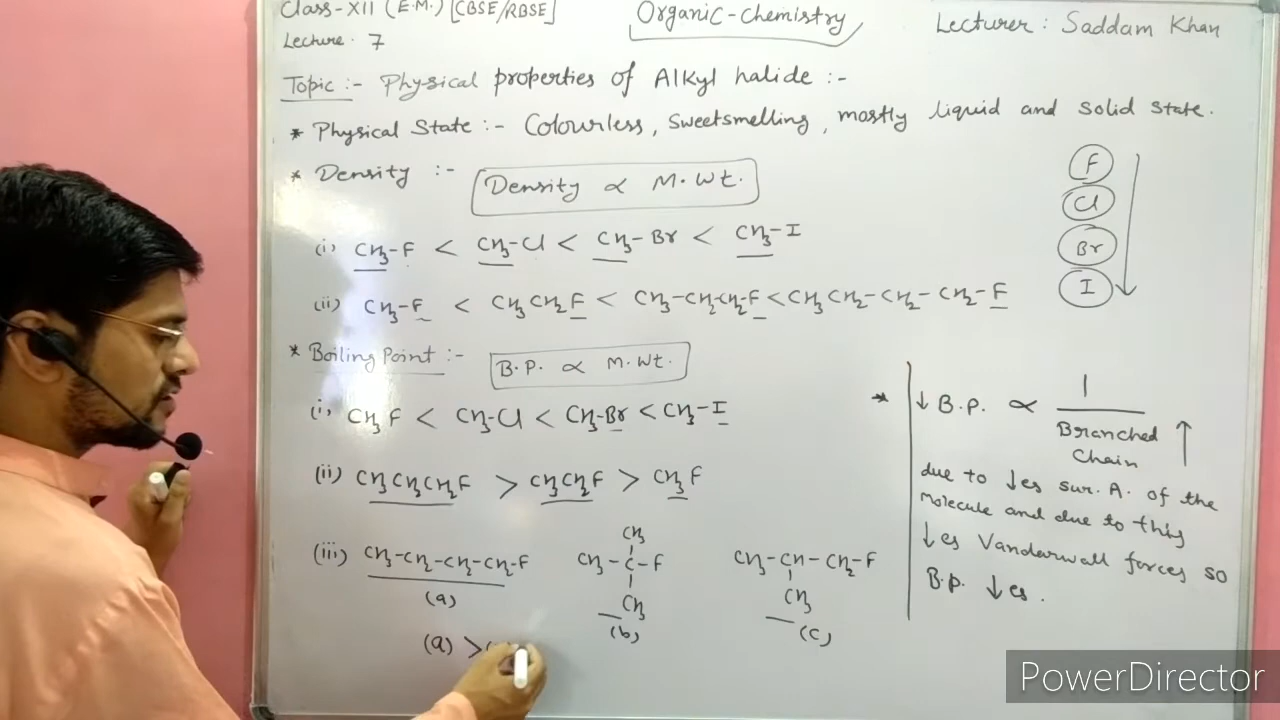 Class-XII (E.M.) [CBSE/RBSE]
Organic-Chemistry
Lecturer: Saddam Khan
Lecture. 7
Topic :- Physical properties of Alkyl halide :-
* Physical State :- Colourless, Sweetsmelling, mostly liquid and solid state.
* Density :- Density ∝ M.Wt.
(i) CH3-F < CH3-Cl < CH3-Br < CH3-I
(ii) CH3-F < CH3CH2F < CH3-CH2-CH2-F < CH3CH2-CH2-CH2-F
F
Cl
Br
I
* Boiling Point :- B.P. ∝ M.Wt.
(i) CH3F < CH3-Cl < CH3-Br < CH3-I
(ii) CH3CH2CH2F > CH3CH2F > CH3F
(iii) CH3-CH2-CH2-CH2-F
(a)
CH3
CH3-C-F
CH3
(b)
CH3-CH-CH2-F
CH3
(c)
(a) >(
* ↓ B.P. ∝ 1
Branched ↑
Chain
due to ↓es sur. A. of the
molecule and due to this
↓es Vanderwall forces so
B.p. ↓es.
PowerDirector